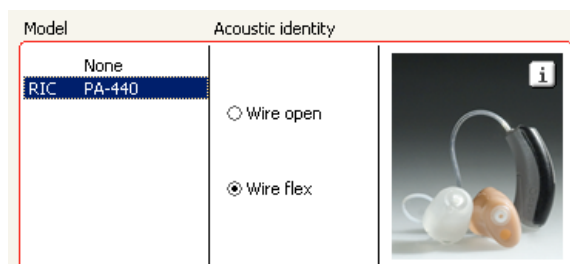 Model Acoustic identity
None
RIC PA-440
Wire open
Wire flex
i